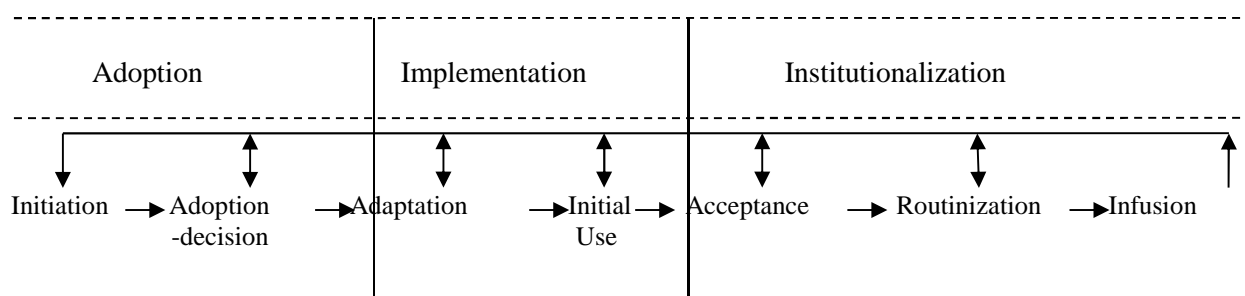 Adoption Implementation Institutionalization
Initiation Adoption Adaptation Initial Acceptance Routinization Infusion
-decision Use